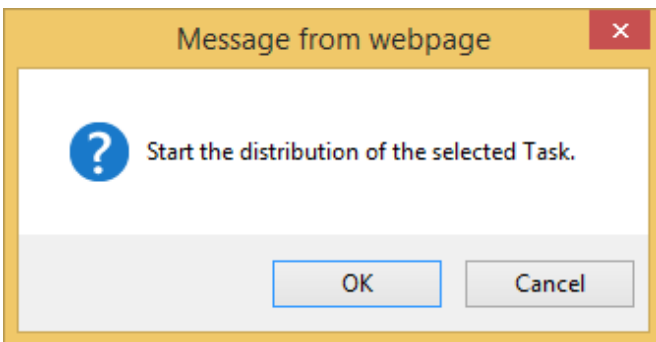 Message from webpage
Start the distribution of the selected Task.
OK
Cancel